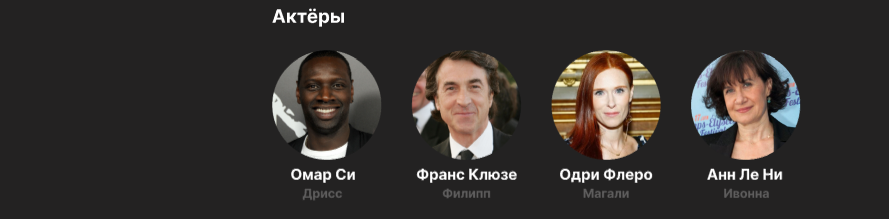 Актёры
Омар Си Франс Клюзе Одри Флеро Анн Ле Ни
Дрисс Филипп Магали Ивонна